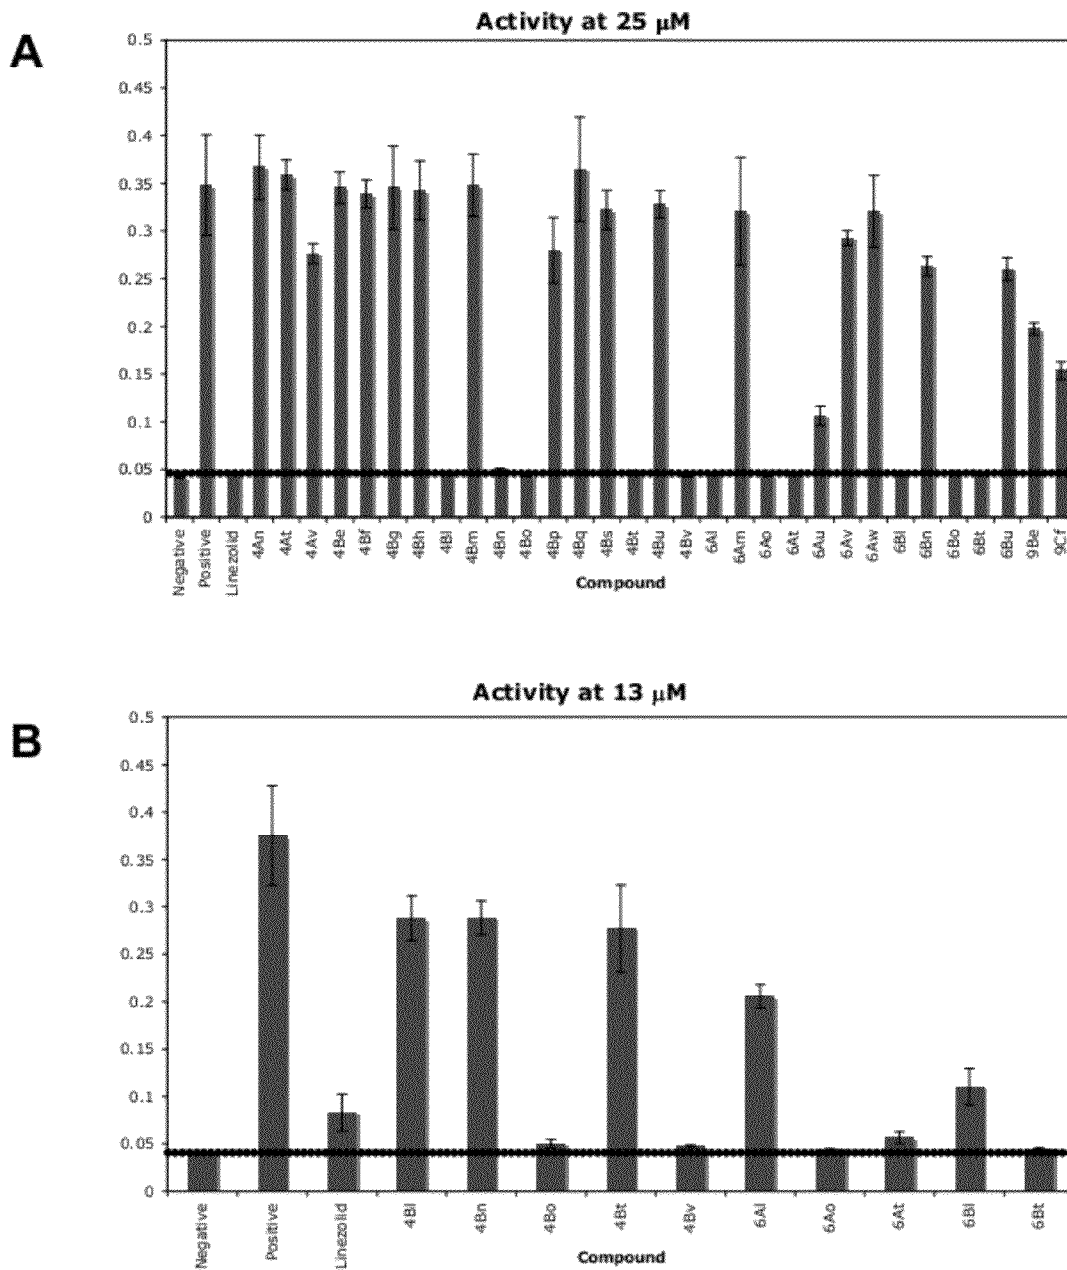 A
Activity at 25 μM
0.5
0.45
0.4
0.35
0.3
0.25
0.2
0.15
0.1
0.05
0
Negative
Positive
Linezolid
4An
4At
4Av
4Be
4Bf
4Bg
4Bh
4Bl
4Bm
4Bn
4Bo
4Bp
4Bq
4Bs
4Bt
4Bu
4Bv
6Al
6Am
6Ao
6At
6Au
6Av
6Aw
6Bl
6Bn
6Bo
6Bt
6Bu
9Be
9Cf
Compound
B
Activity at 13 μM
0.5
0.45
0.4
0.35
0.3
0.25
0.2
0.15
0.1
0.05
0
Negative
Positive
Linezolid
4Bl
4Bn
4Bo
4Bt
4Bv
6Al
6Ao
6At
6Bl
6Bt
Compound